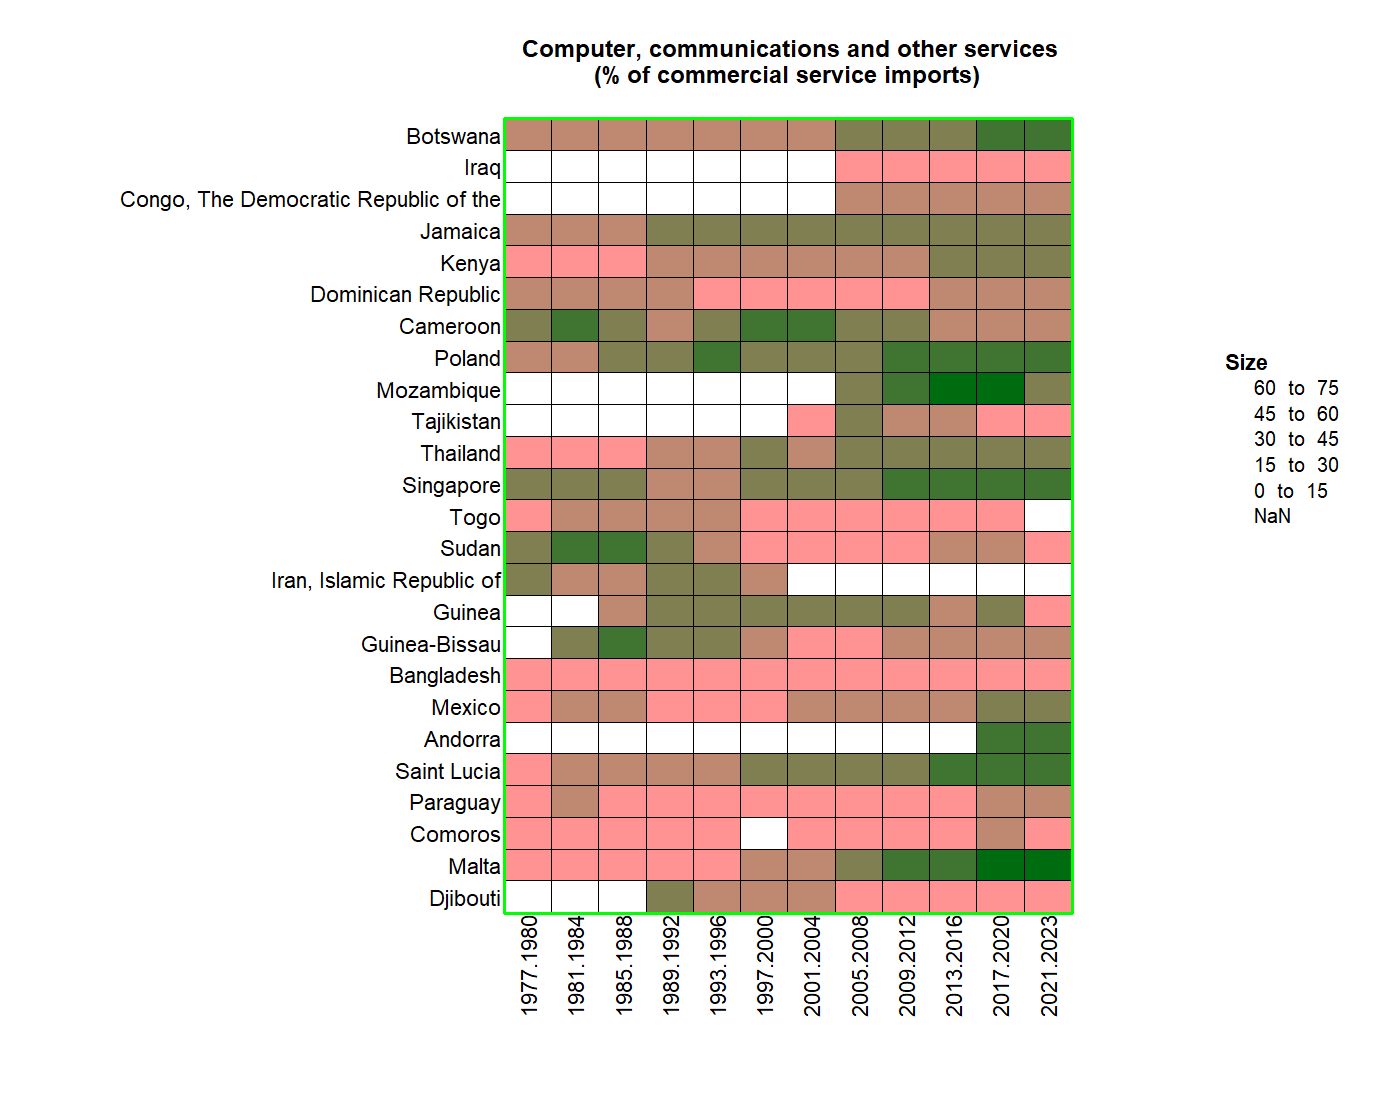 Computer, communications and other services
(% of commercial service imports)
Botswana
Iraq
Congo, The Democratic Republic of the
Jamaica
Kenya
Dominican Republic
Cameroon
Poland
Mozambique
Tajikistan
Thailand
Singapore
Togo
Sudan
Iran, Islamic Republic of
Guinea
Guinea-Bissau
Bangladesh
Mexico
Andorra
Saint Lucia
Paraguay
Comoros
Malta
Djibouti
1977.1980
1981.1984
1985.1988
1989.1992
1993.1996
1997.2000
2001.2004
2005.2008
2009.2012
2013.2016
2017.2020
2021.2023
Size
60 to 75
45 to 60
30 to 45
15 to 30
0 to 15
NaN